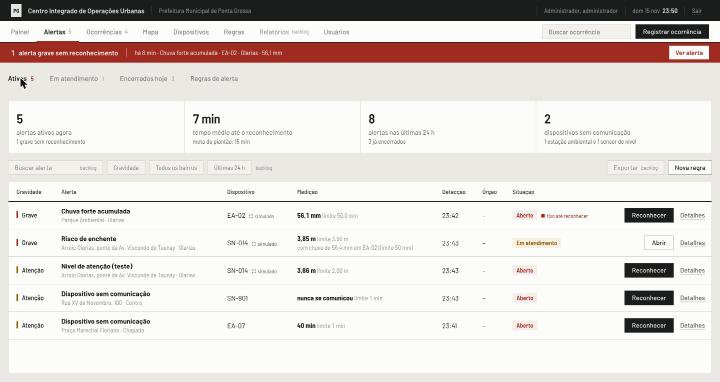 PG Centro Integrado de Operações Urbanas Prefeitura Municipal de Ponta Grossa Administrador, administrador dom 15 nov 23:50 Sair
Painel Alertas 5 Ocorrências 4 Mapa Dispositivos Regras Relatórios backlog Usuários Buscar ocorrência Registrar ocorrência
1 alerta grave sem reconhecimento há 8 min · Chuva forte acumulada · EA-02 · Olarias · 56,1 mm Ver alerta
Ativos 5 Em atendimento 1 Encerrados hoje 3 Regras de alerta
5 7 min 8 2
alertas ativos agora tempo médio até o reconhecimento alertas nas últimas 24 h dispositivos sem comunicação
1 grave sem reconhecimento meta do plantão: 15 min 3 já encerrados 1 estação ambiental e 1 sensor de nível
Buscar alerta backlog Gravidade Todos os bairros Últimas 24 h backlog Exportar backlog Nova regra
Gravidade Alerta Dispositivo Medição Detecção Órgão Situação
Grave Chuva forte acumulada EA-02 simulado 56,1 mm limite 50,0 mm 23:42 – Aberto fixo até reconhecer Reconhecer Detalhes
Parque Ambiental · Olarias
Grave Risco de enchente SN-014 simulado 3,85 m limite 3,50 m 23:43 – Em atendimento Abrir Detalhes
Arroio Olarias, ponte da Av. Visconde de Taunay · Olarias com chuva de 56,4 mm em EA-02 (limite 50 mm)
Atenção Nível de atenção (teste) SN-014 simulado 3,86 m limite 2,00 m 23:43 – Aberto Reconhecer Detalhes
Arroio Olarias, ponte da Av. Visconde de Taunay · Olarias
Atenção Dispositivo sem comunicação SN-901 nunca se comunicou limite 1 min 23:43 – Aberto Reconhecer Detalhes
Rua XV de Novembro, 100 · Centro
Atenção Dispositivo sem comunicação EA-07 40 min limite 1 min 23:41 – Aberto Reconhecer Detalhes
Praça Marechal Floriano · Chapada